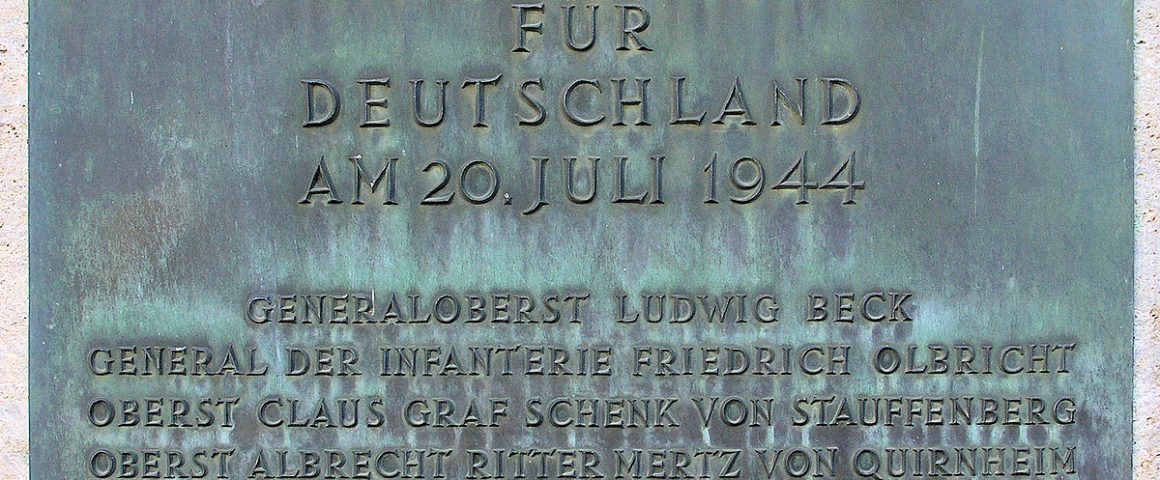 FÜR
DEUTSCHLAND
AM 20. JULI 1944
GENERALOBERST LUDWIG BECK
GENERAL DER INFANTERIE FRIEDRICH OLBRICHT
OBERST CLAUS GRAF SCHENK VON STAUFFENBERG
OBERST ALBRECHT RITTER MERTZ VON QUIRNHEIM